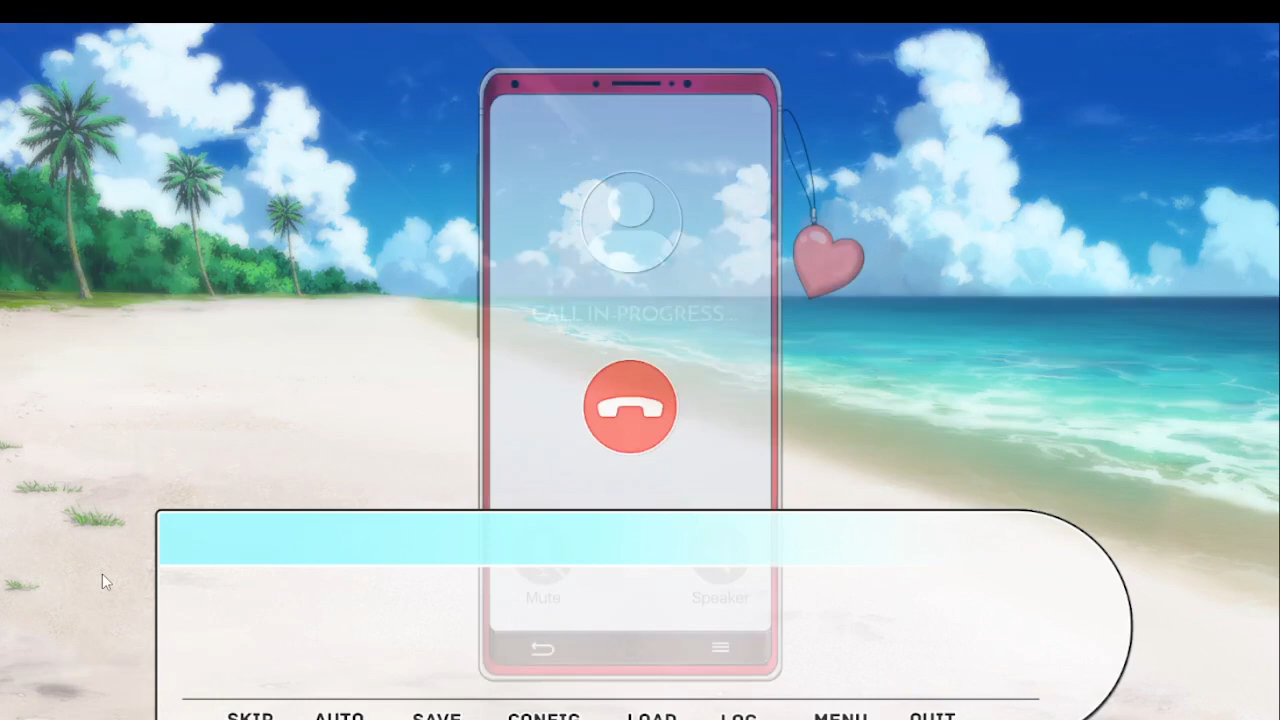 CALL IN-PROGRESS .
Mute Speaker
SKIP AUTO SAVE CONFIG LOAD LOG MENU QUIT